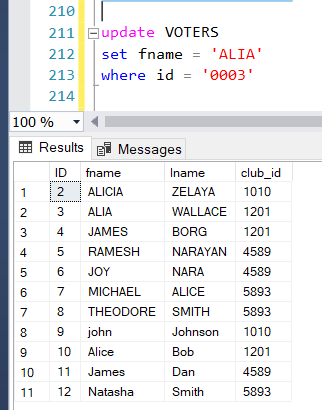 210
211 update VOTERS
212 set fname = 'ALIA'
213 where id = '0003'
214
100 %
Results Messages
ID fname lname club_id
1 2 ALICIA ZELAYA 1010
2 3 ALIA WALLACE 1201
3 4 JAMES BORG 1201
4 5 RAMESH NARAYAN 4589
5 6 JOY NARA 4589
6 7 MICHAEL ALICE 5893
7 8 THEODORE SMITH 5893
8 9 john Johnson 1010
9 10 Alice Bob 1201
10 11 James Dan 4589
11 12 Natasha Smith 5893